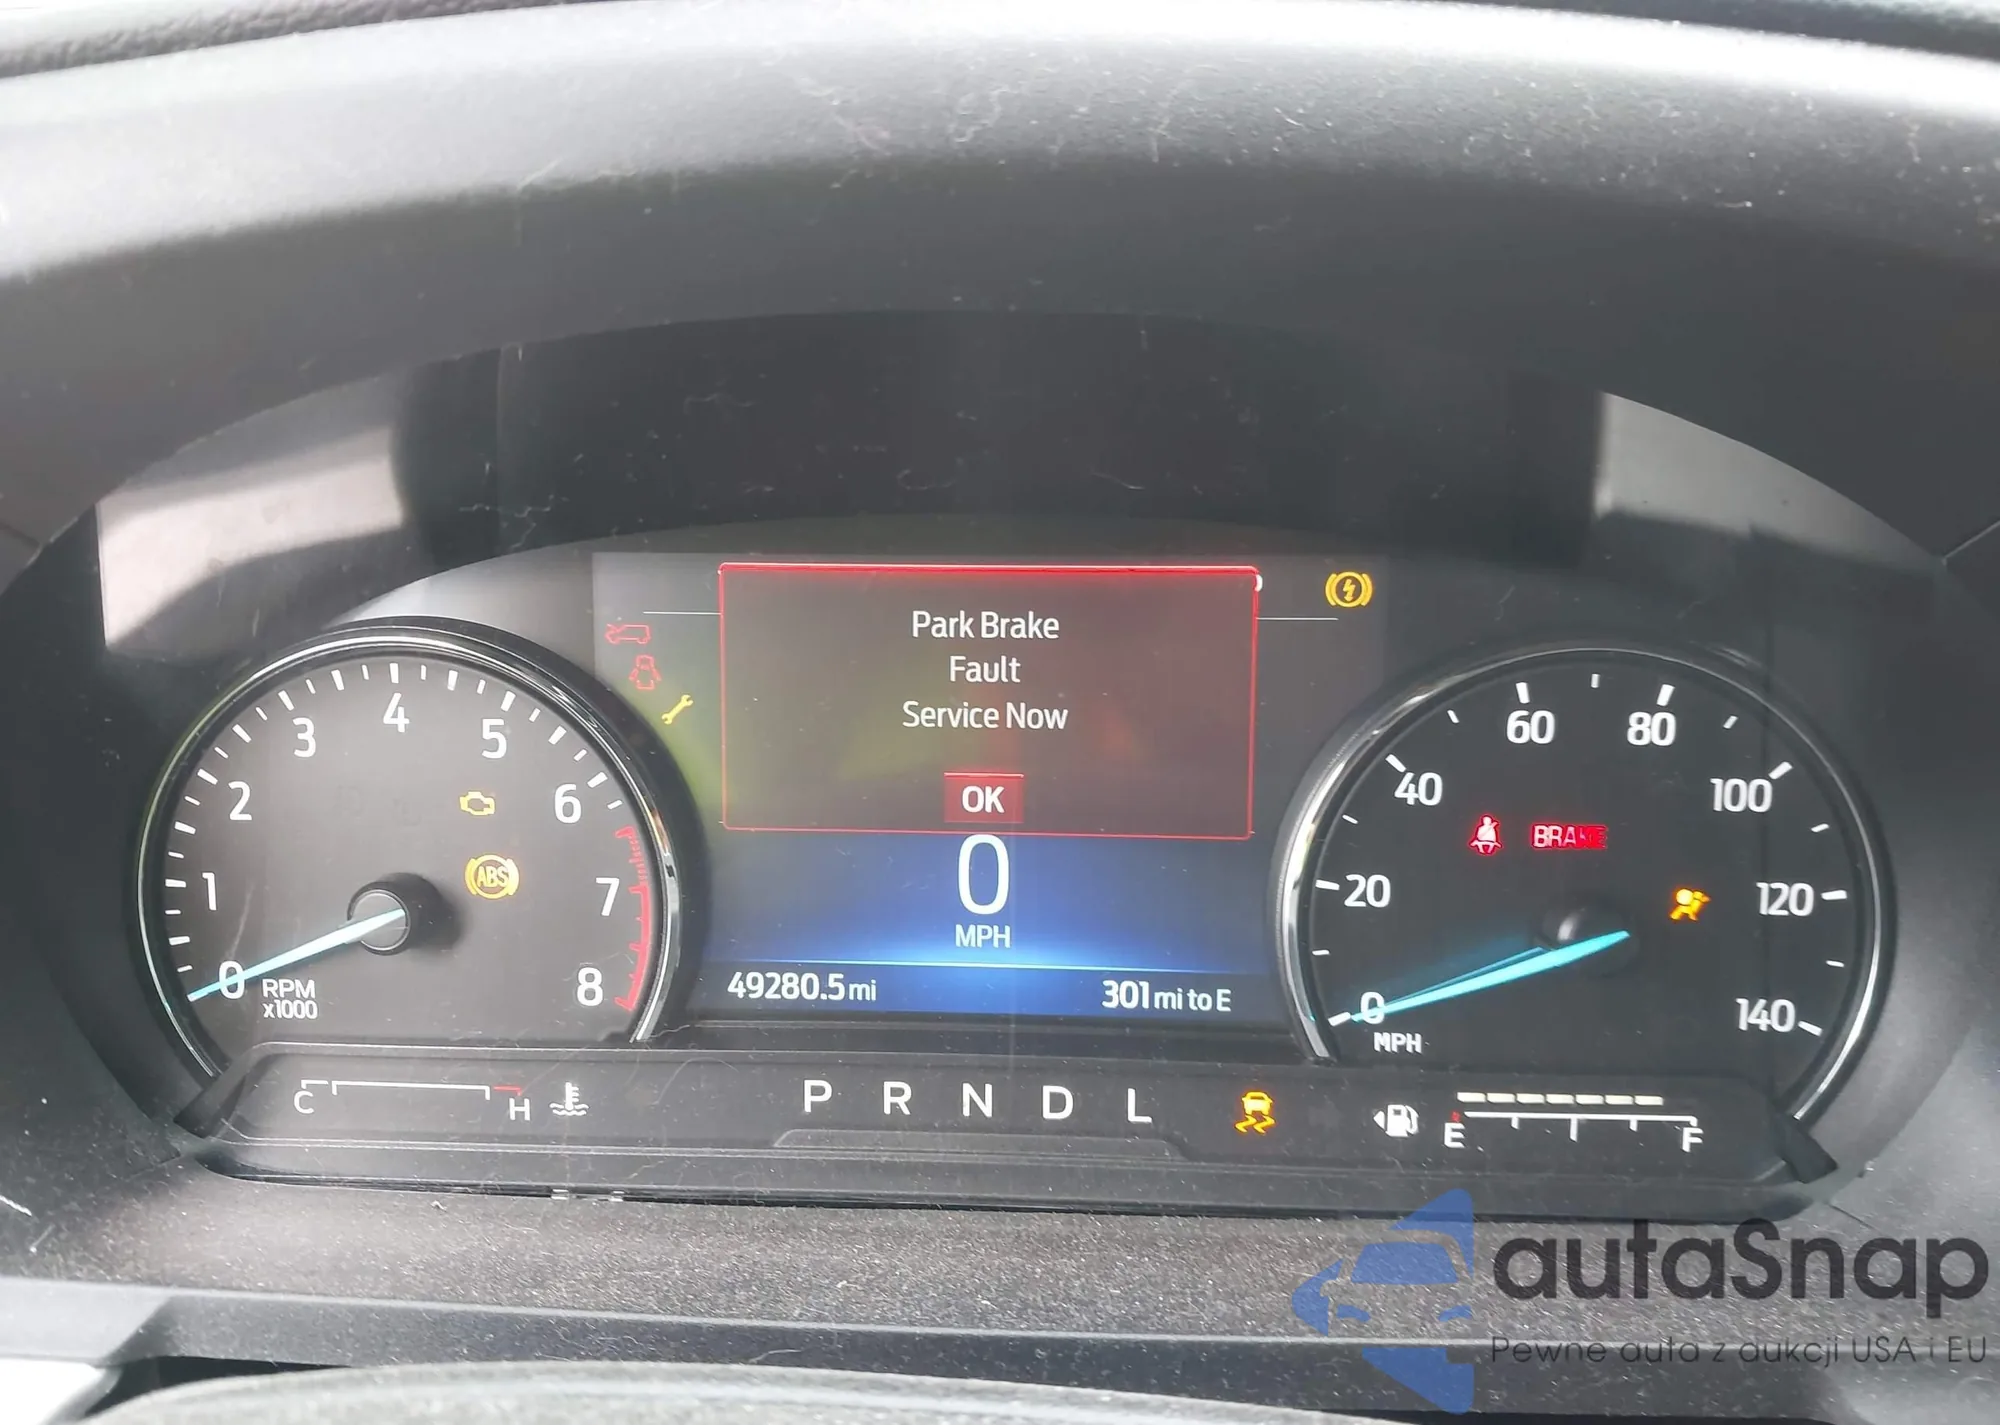 Park Brake
Fault
Service Now
OK
0
MPH
49280.5 mi
301 mi to E
0 1 2 3 4 5 6 7 8
RPM
x1000
ABS
0 20 40 60 80 100 120 140
MPH
BRAKE
C H
P R N D L
E F
autaSnap
Pewne auta z aukcji USA i EU